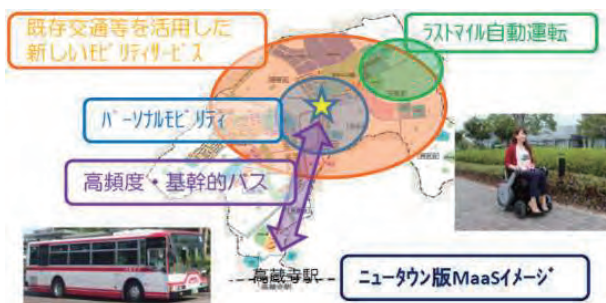 既存交通等を活用した
新しいﾓﾋﾞﾘﾃｨｻｰﾋﾞｽ
ﾗｽﾄﾏｲﾙ自動運転
ﾊﾟｰｿﾅﾙﾓﾋﾞﾘﾃｨ
高頻度・基幹的バス
高蔵寺駅
ニュータウン版MaaSイメージ